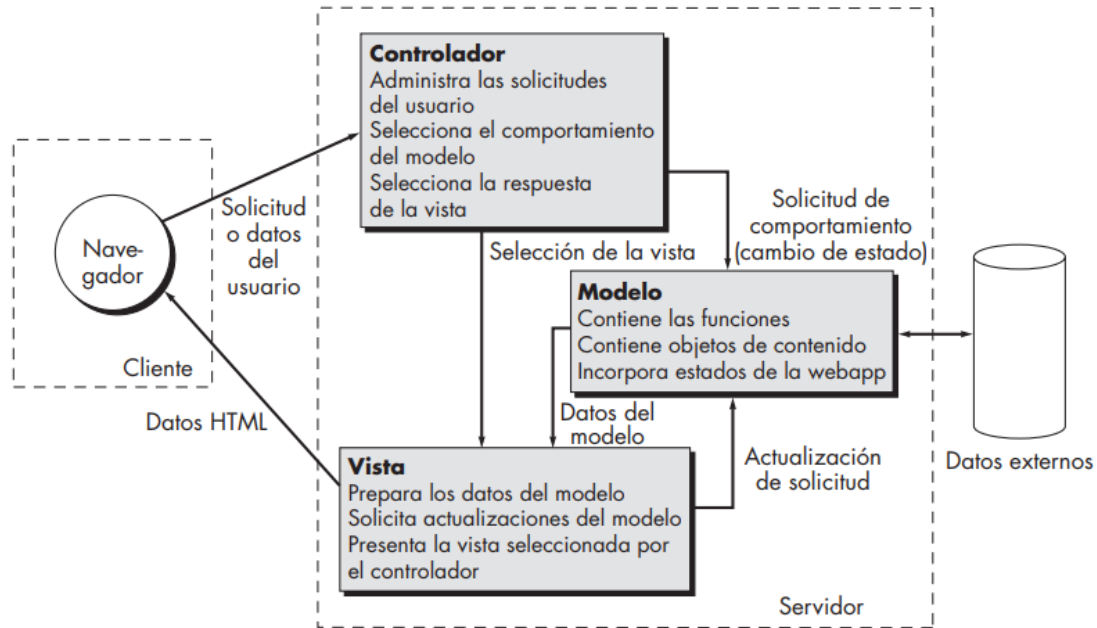 Controlador
Administra las solicitudes
del usuario
Selecciona el comportamiento
del modelo
Selecciona la respuesta
de la vista
Nave-
gador
Solicitud
o datos
del
usuario
Cliente
Solicitud de
comportamiento
(cambio de estado)
Selección de la vista
Modelo
Contiene las funciones
Contiene objetos de contenido
Incorpora estados de la webapp
Datos externos
Datos HTML
Datos del
modelo
Actualización
de solicitud
Vista
Prepara los datos del modelo
Solicita actualizaciones del modelo
Presenta la vista seleccionada por
el controlador
Servidor